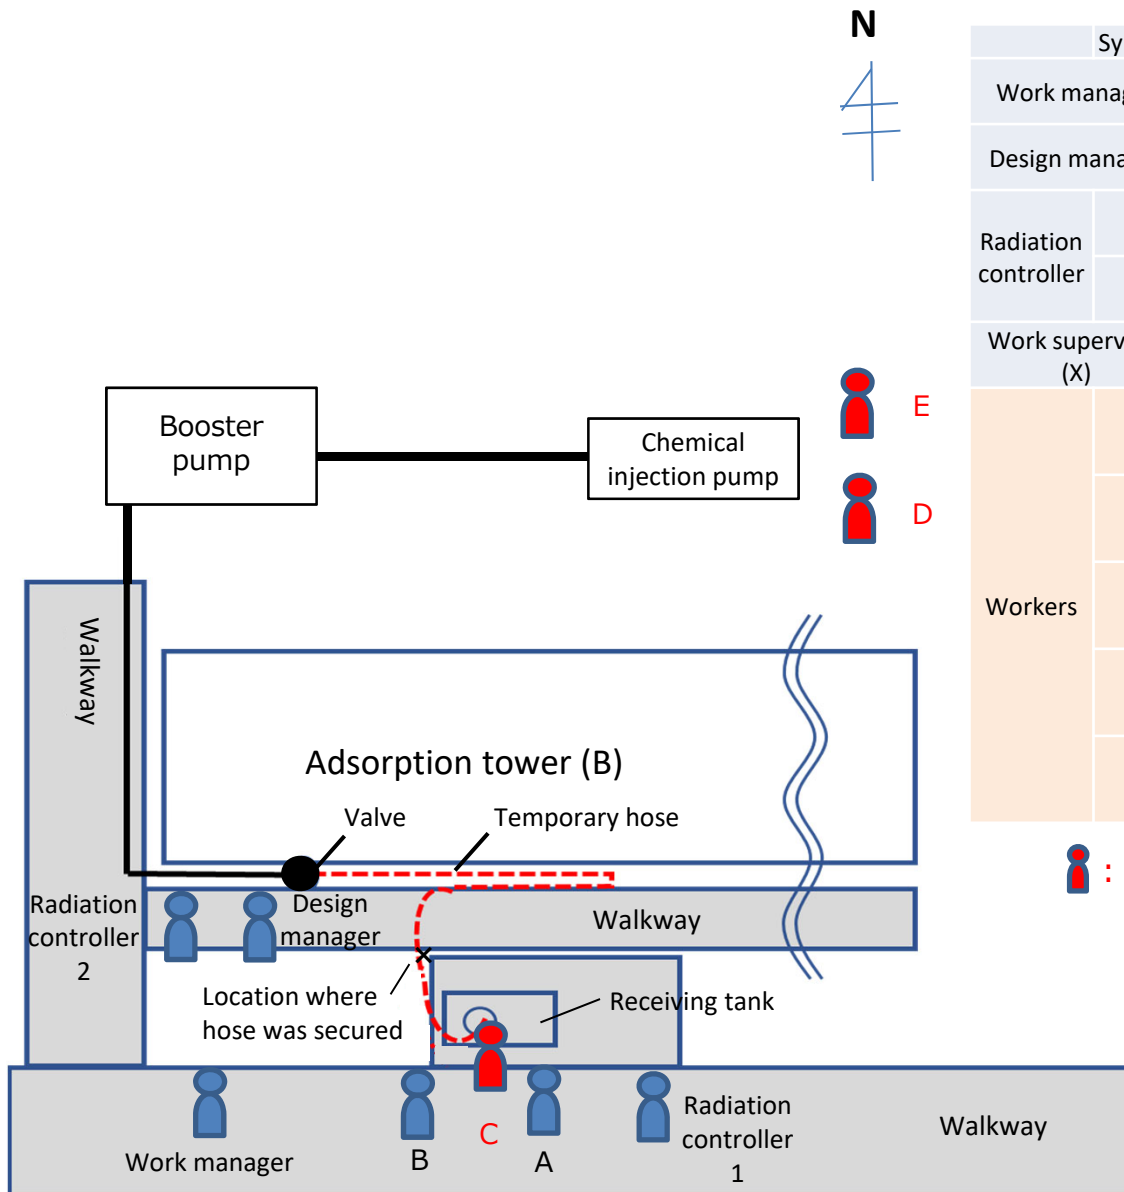 N
Sy
Work manag
Design mana
Radiation
controller
Work superv
(X)
Workers
:
E
D
Booster
pump
Chemical
injection pump
Walkway
Adsorption tower (B)
Valve
Temporary hose
Radiation
controller
2
Design
manager
Walkway
Location where
hose was secured
Receiving tank
Work manager
B
C
A
Radiation
controller
1
Walkway